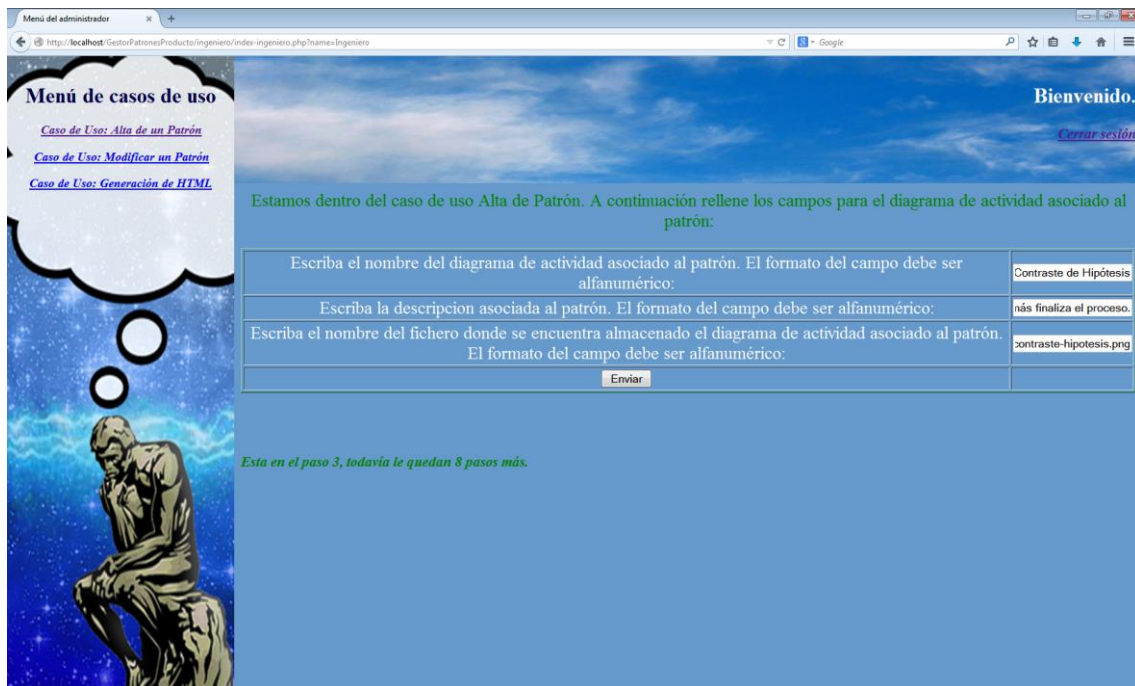 Menú del administrador
http://localhost/GestorPatronesProducto/ingeniero/index-ingeniero.php?name=Ingeniero
Google
Menú de casos de uso
Caso de Uso: Alta de un Patrón
Caso de Uso: Modificar un Patrón
Caso de Uso: Generación de HTML
Bienvenido.
Cerrar sesión
Estamos dentro del caso de uso Alta de Patrón. A continuación rellene los campos para el diagrama de actividad asociado al
patrón:
Escriba el nombre del diagrama de actividad asociado al patrón. El formato del campo debe ser
alfanumérico:
Contraste de Hipótesis
Escriba la descripcion asociada al patrón. El formato del campo debe ser alfanumérico:
más finaliza el proceso.
Escriba el nombre del fichero donde se encuentra almacenado el diagrama de actividad asociado al patrón.
El formato del campo debe ser alfanumérico:
contraste-hipotesis.png
Enviar
Esta en el paso 3, todavía le quedan 8 pasos más.